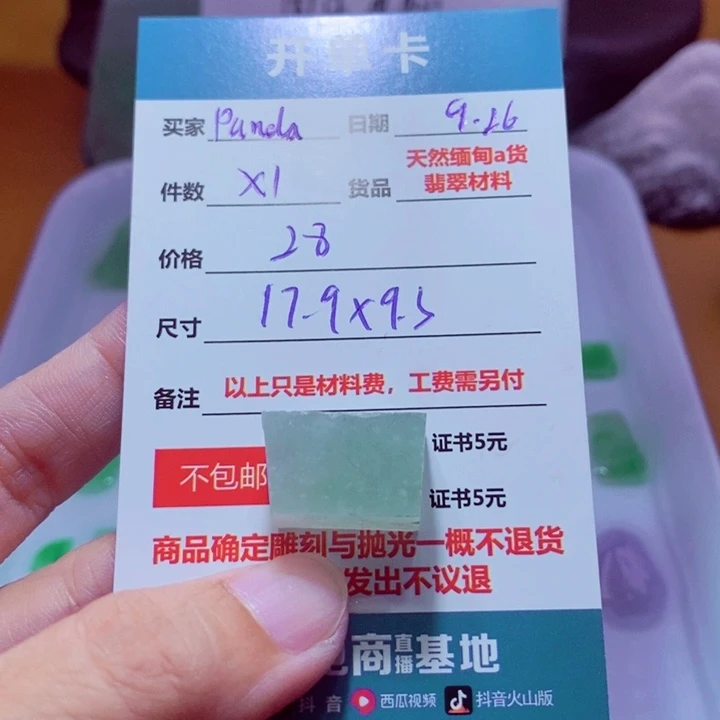 开单卡
买家 Panda 日期 9.26
件数 X1 货品 天然缅甸a货
翡翠材料
价格 28
尺寸 17.9X9.5
备注 以上只是材料费，工费需另付
证书5元
不包邮
证书5元
商品确定雕刻与抛光一概不退货
发出不议退
电商直播基地
抖音 西瓜视频 抖音火山版